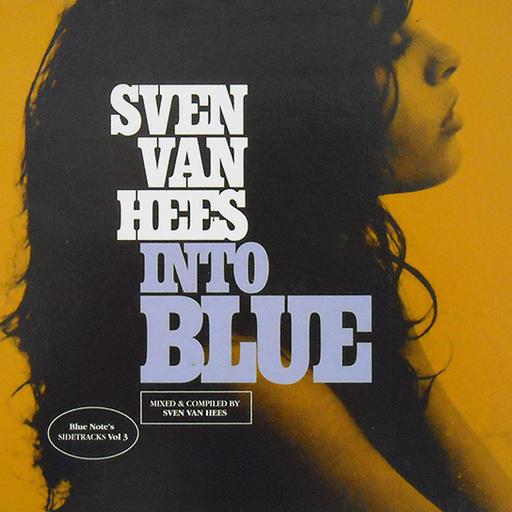 SVEN
VAN
HEES
INTO
BLUE
MIXED & COMPILED BY
SVEN VAN HEES
Blue Note's
SIDETRACKS Vol 3